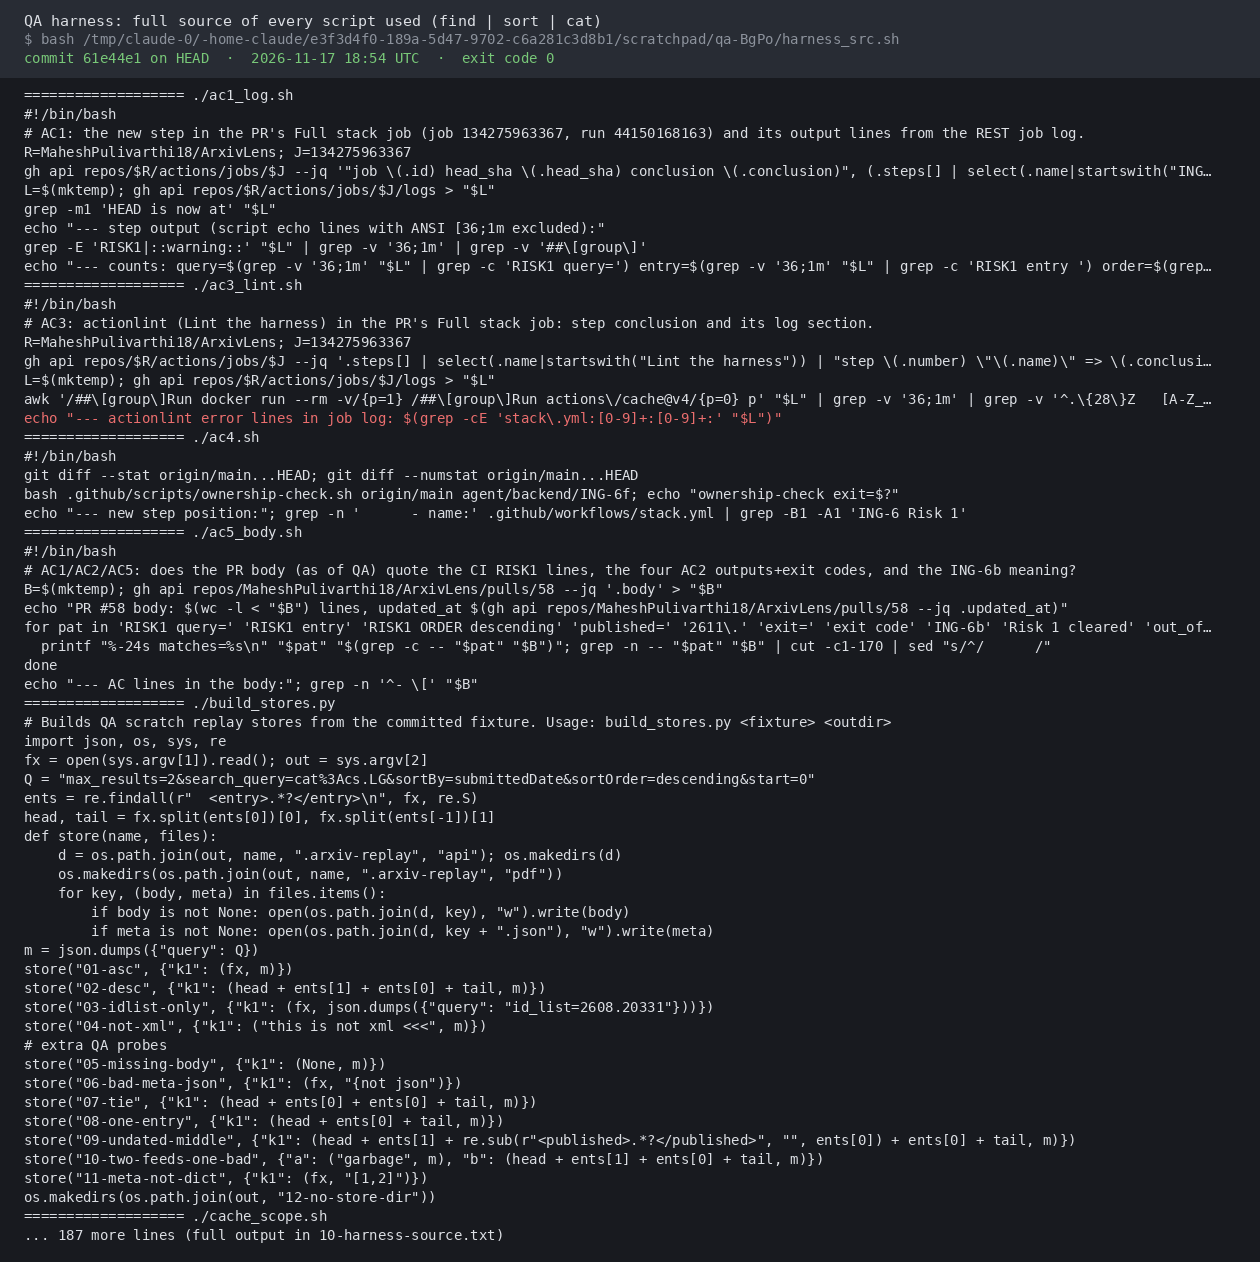 QA harness: full source of every script used (find | sort | cat)
$ bash /tmp/claude-0/-home-claude/e3f3d4f0-189a-5d47-9702-c6a281c3d8b1/scratchpad/qa-BgPo/harness_src.sh
commit 61e44e1 on HEAD  ·  2026-11-17 18:54 UTC  ·  exit code 0
=================== ./ac1_log.sh
#!/bin/bash
# AC1: the new step in the PR's Full stack job (job 134275963367, run 44150168163) and its output lines from the REST job log.
R=MaheshPulivarthi18/ArxivLens; J=134275963367
gh api repos/$R/actions/jobs/$J --jq '"job \(.id) head_sha \(.head_sha) conclusion \(.conclusion)", (.steps[] | select(.name|startswith("ING…
L=$(mktemp); gh api repos/$R/actions/jobs/$J/logs > "$L"
grep -m1 'HEAD is now at' "$L"
echo "--- step output (script echo lines with ANSI [36;1m excluded):"
grep -E 'RISK1|::warning::' "$L" | grep -v '36;1m' | grep -v '##\[group\]'
echo "--- counts: query=$(grep -v '36;1m' "$L" | grep -c 'RISK1 query=') entry=$(grep -v '36;1m' "$L" | grep -c 'RISK1 entry ') order=$(grep…
=================== ./ac3_lint.sh
#!/bin/bash
# AC3: actionlint (Lint the harness) in the PR's Full stack job: step conclusion and its log section.
R=MaheshPulivarthi18/ArxivLens; J=134275963367
gh api repos/$R/actions/jobs/$J --jq '.steps[] | select(.name|startswith("Lint the harness")) | "step \(.number) \"\(.name)\" => \(.conclusi…
L=$(mktemp); gh api repos/$R/actions/jobs/$J/logs > "$L"
awk '/##\[group\]Run docker run --rm -v/{p=1} /##\[group\]Run actions\/cache@v4/{p=0} p' "$L" | grep -v '36;1m' | grep -v '^.\{28\}Z   [A-Z_…
echo "--- actionlint error lines in job log: $(grep -cE 'stack\.yml:[0-9]+:[0-9]+:' "$L")"
=================== ./ac4.sh
#!/bin/bash
git diff --stat origin/main...HEAD; git diff --numstat origin/main...HEAD
bash .github/scripts/ownership-check.sh origin/main agent/backend/ING-6f; echo "ownership-check exit=$?"
echo "--- new step position:"; grep -n '      - name:' .github/workflows/stack.yml | grep -B1 -A1 'ING-6 Risk 1'
=================== ./ac5_body.sh
#!/bin/bash
# AC1/AC2/AC5: does the PR body (as of QA) quote the CI RISK1 lines, the four AC2 outputs+exit codes, and the ING-6b meaning?
B=$(mktemp); gh api repos/MaheshPulivarthi18/ArxivLens/pulls/58 --jq '.body' > "$B"
echo "PR #58 body: $(wc -l < "$B") lines, updated_at $(gh api repos/MaheshPulivarthi18/ArxivLens/pulls/58 --jq .updated_at)"
for pat in 'RISK1 query=' 'RISK1 entry' 'RISK1 ORDER descending' 'published=' '2611\.' 'exit=' 'exit code' 'ING-6b' 'Risk 1 cleared' 'out_of…
  printf "%-24s matches=%s\n" "$pat" "$(grep -c -- "$pat" "$B")"; grep -n -- "$pat" "$B" | cut -c1-170 | sed "s/^/      /"
done
echo "--- AC lines in the body:"; grep -n '^- \[' "$B"
=================== ./build_stores.py
# Builds QA scratch replay stores from the committed fixture. Usage: build_stores.py <fixture> <outdir>
import json, os, sys, re
fx = open(sys.argv[1]).read(); out = sys.argv[2]
Q = "max_results=2&search_query=cat%3Acs.LG&sortBy=submittedDate&sortOrder=descending&start=0"
ents = re.findall(r"  <entry>.*?</entry>\n", fx, re.S)
head, tail = fx.split(ents[0])[0], fx.split(ents[-1])[1]
def store(name, files):
    d = os.path.join(out, name, ".arxiv-replay", "api"); os.makedirs(d)
    os.makedirs(os.path.join(out, name, ".arxiv-replay", "pdf"))
    for key, (body, meta) in files.items():
        if body is not None: open(os.path.join(d, key), "w").write(body)
        if meta is not None: open(os.path.join(d, key + ".json"), "w").write(meta)
m = json.dumps({"query": Q})
store("01-asc", {"k1": (fx, m)})
store("02-desc", {"k1": (head + ents[1] + ents[0] + tail, m)})
store("03-idlist-only", {"k1": (fx, json.dumps({"query": "id_list=2608.20331"}))})
store("04-not-xml", {"k1": ("this is not xml <<<", m)})
# extra QA probes
store("05-missing-body", {"k1": (None, m)})
store("06-bad-meta-json", {"k1": (fx, "{not json")})
store("07-tie", {"k1": (head + ents[0] + ents[0] + tail, m)})
store("08-one-entry", {"k1": (head + ents[0] + tail, m)})
store("09-undated-middle", {"k1": (head + ents[1] + re.sub(r"<published>.*?</published>", "", ents[0]) + ents[0] + tail, m)})
store("10-two-feeds-one-bad", {"a": ("garbage", m), "b": (head + ents[1] + ents[0] + tail, m)})
store("11-meta-not-dict", {"k1": (fx, "[1,2]")})
os.makedirs(os.path.join(out, "12-no-store-dir"))
=================== ./cache_scope.sh
... 187 more lines (full output in 10-harness-source.txt)